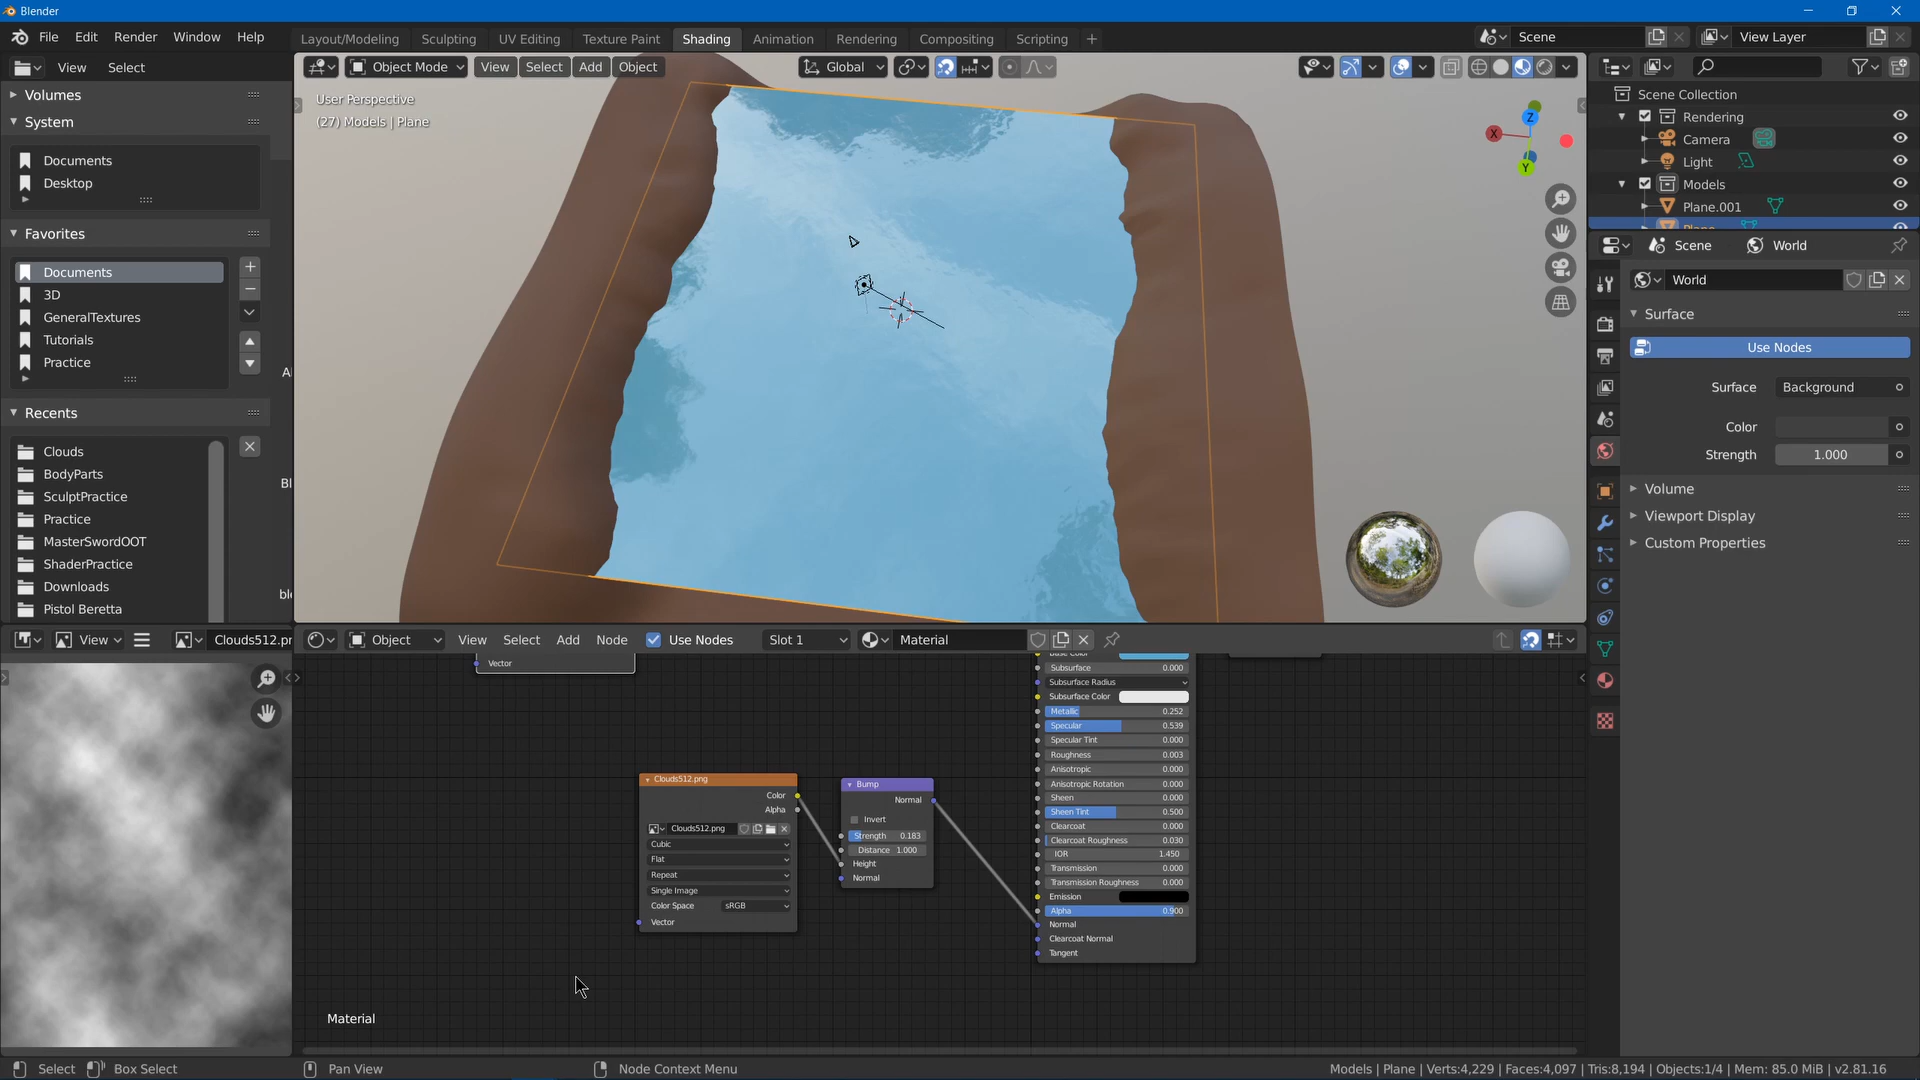 Blender
File Edit Render Window Help
Layout/Modeling Sculpting UV Editing Texture Paint Shading Animation Rendering Compositing Scripting +
Scene
View Layer
View Select
Object Mode View Select Add Object
Global
Volumes
System
Documents
Desktop
Favorites
Documents
3D
GeneralTextures
Tutorials
Practice
Recents
Clouds
BodyParts
SculptPractice
Practice
MasterSwordOOT
ShaderPractice
Downloads
Pistol Beretta
User Perspective
(27) Models | Plane
X
Z
Y
Scene Collection
Rendering
Camera
Light
Models
Plane.001
Scene World
World
Surface
Use Nodes
Surface Background
Color
Strength 1.000
Volume
Viewport Display
Custom Properties
View Clouds512.pn
Object View Select Add Node Use Nodes Slot 1 Material
Vector
Clouds512.png
Color
Alpha
Clouds512.png
Cubic
Flat
Repeat
Single Image
Color Space sRGB
Vector
Bump
Normal
Invert
Strength 0.183
Distance 1.000
Height
Normal
Base Color
Subsurface 0.000
Subsurface Radius
Subsurface Color
Metallic 0.252
Specular 0.539
Specular Tint 0.000
Roughness 0.003
Anisotropic 0.000
Anisotropic Rotation 0.000
Sheen 0.000
Sheen Tint 0.500
Clearcoat 0.000
Clearcoat Roughness 0.030
IOR 1.450
Transmission 0.000
Transmission Roughness 0.000
Emission
Alpha 0.900
Normal
Clearcoat Normal
Tangent
Material
Select Box Select Pan View Node Context Menu
Models | Plane | Verts:4,229 | Faces:4,097 | Tris:8,194 | Objects:1/4 | Mem: 85.0 MiB | v2.81.16